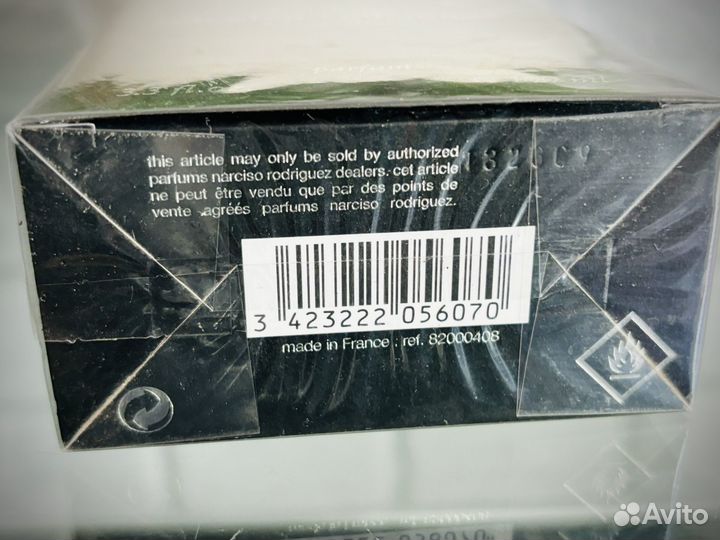 this article may only be sold by authorized
parfums narciso rodriguez dealers. cet article
ne peut être vendu que par des points de
vente agréés parfums narciso rodriguez.
3 423222 056070
made in France . ref. 82000408
Avito